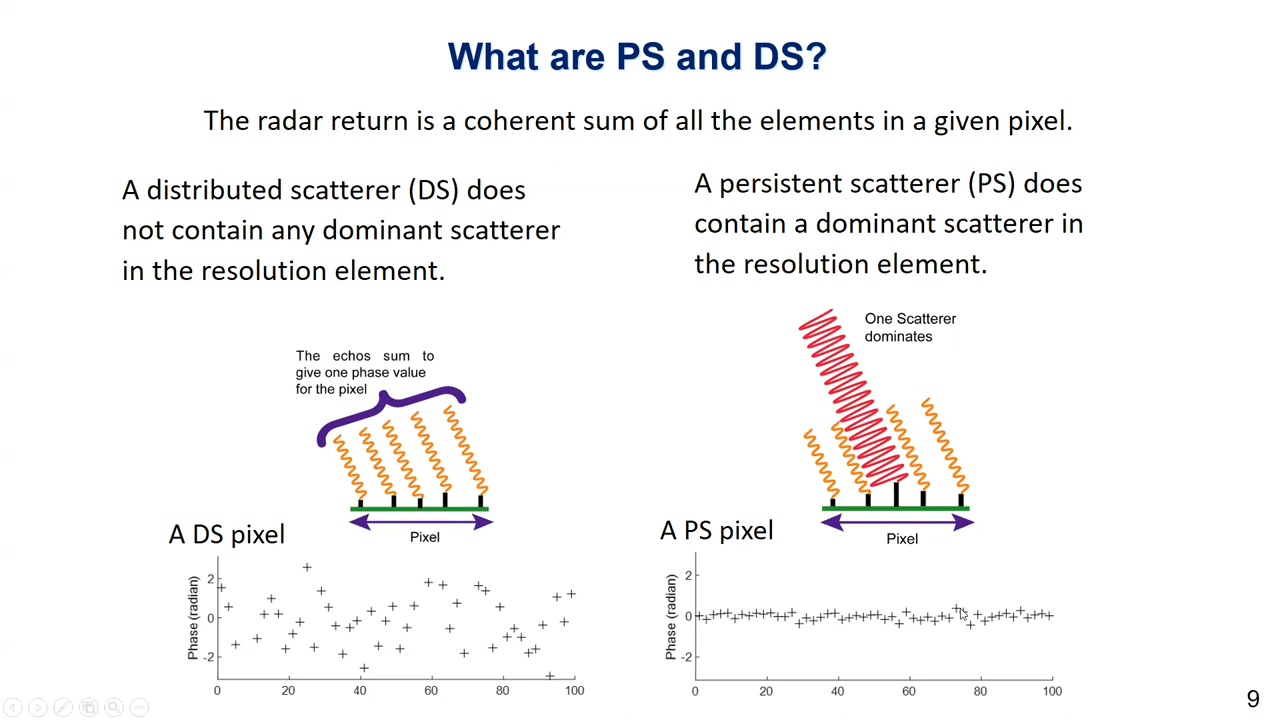 What are PS and DS?
The radar return is a coherent sum of all the elements in a given pixel.
A distributed scatterer (DS) does
not contain any dominant scatterer
in the resolution element.
The echos sum to
give one phase value
for the pixel
Pixel
A DS pixel
Phase (radian)
2
0
-2
0 20 40 60 80 100
A persistent scatterer (PS) does
contain a dominant scatterer in
the resolution element.
One Scatterer
dominates
Pixel
A PS pixel
Phase (radian)
2
0
-2
0 20 40 60 80 100
9